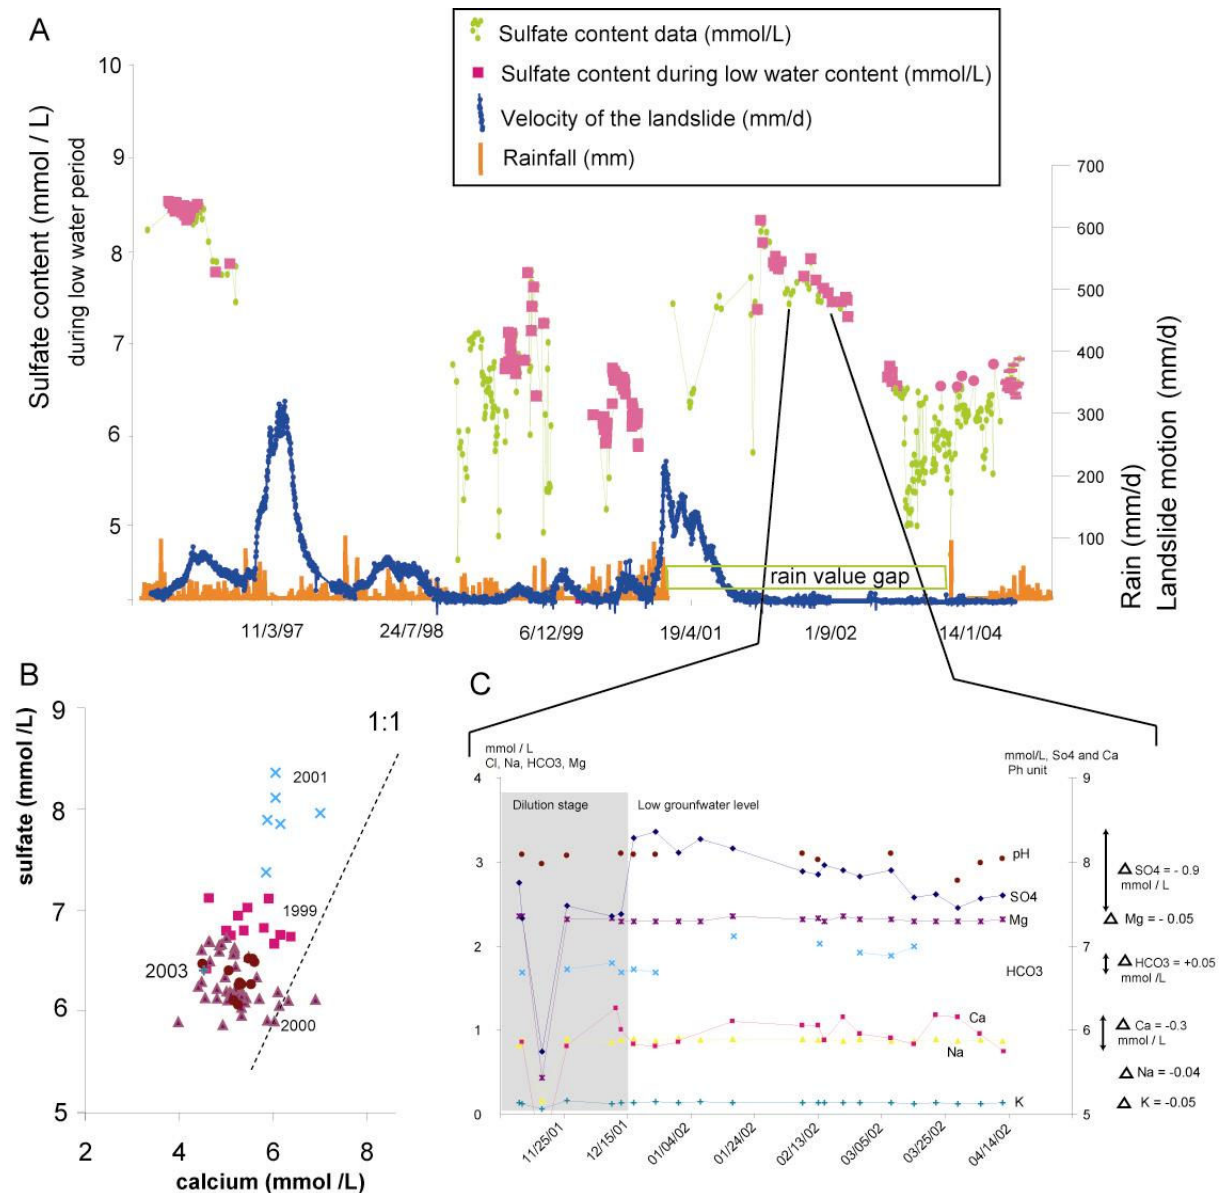 A
Sulfate content data (mmol/L)
Sulfate content during low water content (mmol/L)
Velocity of the landslide (mm/d)
Rainfall (mm)
Sulfate content (mmol / L)
during low water period
10
9
8
7
6
5
700
600
500
400
300
200
100
Rain (mm/d)
Landslide motion (mm/d)
rain value gap
11/3/97
24/7/98
6/12/99
19/4/01
1/9/02
14/1/04
B
sulfate (mmol /L)
9
8
7
6
5
1:1
2001
1999
2003
2000
2
4
6
8
calcium (mmol /L)
C
mmol / L
Cl, Na, HCO3, Mg
mmol/L, So4 and Ca
Ph unit
4
3
2
1
0
Dilution stage
Low grounfwater level
pH
SO4
Mg
HCO3
Ca
Na
K
9
8
7
6
5
Δ SO4 = - 0.9
mmol / L
Δ Mg = -0.05
Δ HCO3 = +0.05
mmol /L
Δ Ca = -0.3
mmol / L
Δ Na = -0.04
Δ K = -0.05
11/25/01
12/15/01
01/04/02
01/24/02
02/13/02
03/05/02
03/25/02
04/14/02